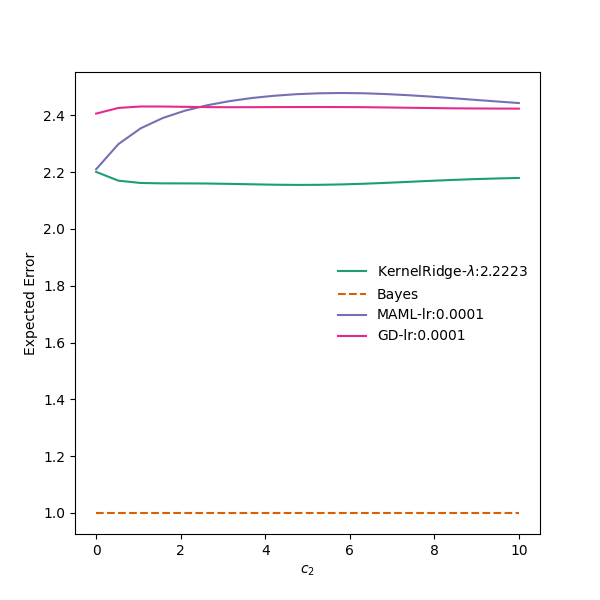 Expected Error
2.4
2.2
2.0
1.8
1.6
1.4
1.2
1.0
KernelRidge-λ:2.2223
Bayes
MAML-lr:0.0001
GD-lr:0.0001
0 2 4 6 8 10
c₂